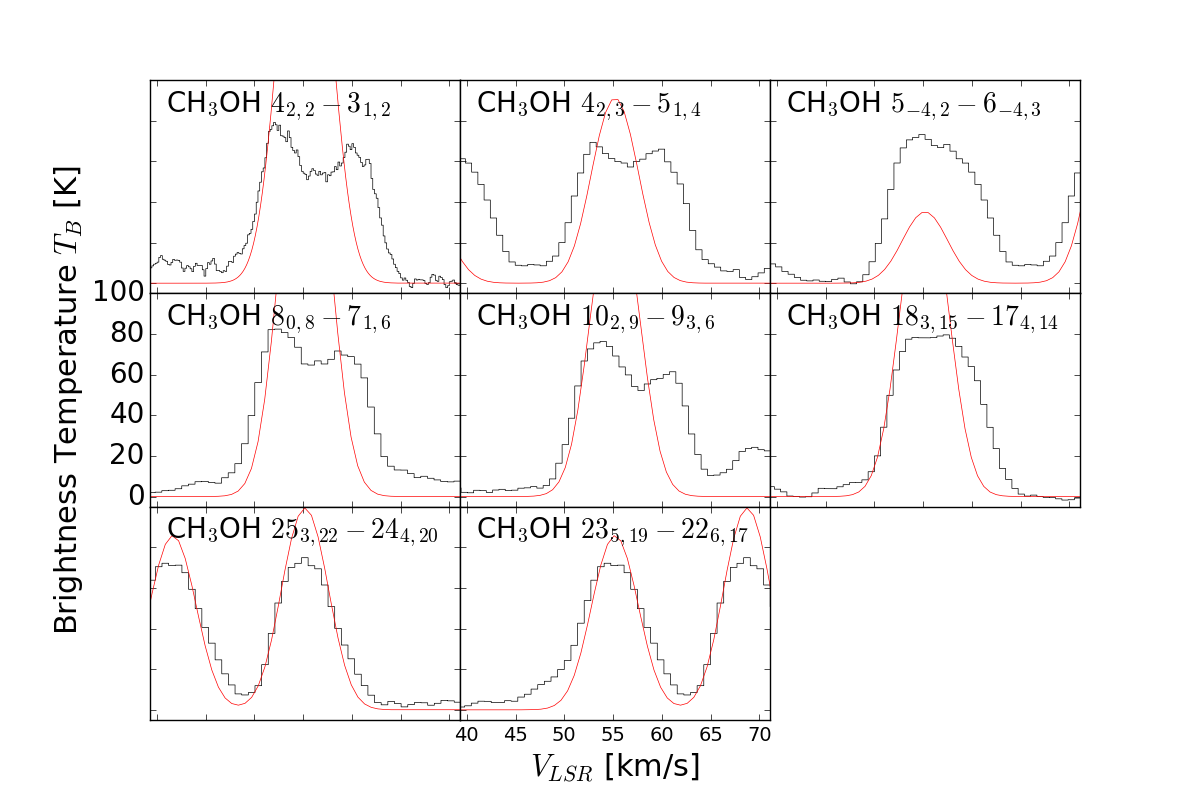 CH₃OH 4₂,₂ − 3₁,₂
CH₃OH 4₂,₃ − 5₁,₄
CH₃OH 5₋₄,₂ − 6₋₄,₃
Brightness Temperature T_B [K]
100
80
60
40
20
0
CH₃OH 8₀,₈ − 7₁,₆
CH₃OH 10₂,₉ − 9₃,₆
CH₃OH 18₃,₁₅ − 17₄,₁₄
CH₃OH 25₃,₂₂ − 24₄,₂₀
CH₃OH 23₅,₁₉ − 22₆,₁₇
40 45 50 55 60 65 70
V_LSR [km/s]